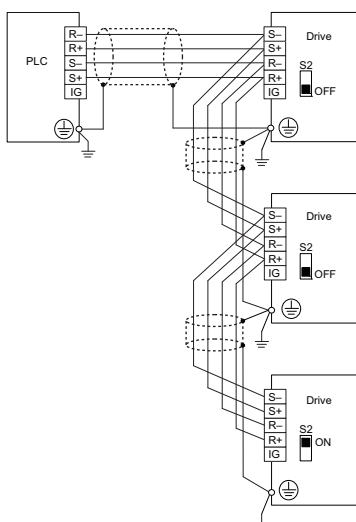 PLC
R–
R+
S–
S+
IG
S–
S+
R–
R+
IG
Drive
S2
OFF
S–
S+
R–
R+
IG
Drive
S2
OFF
S–
S+
R–
R+
IG
Drive
S2
ON